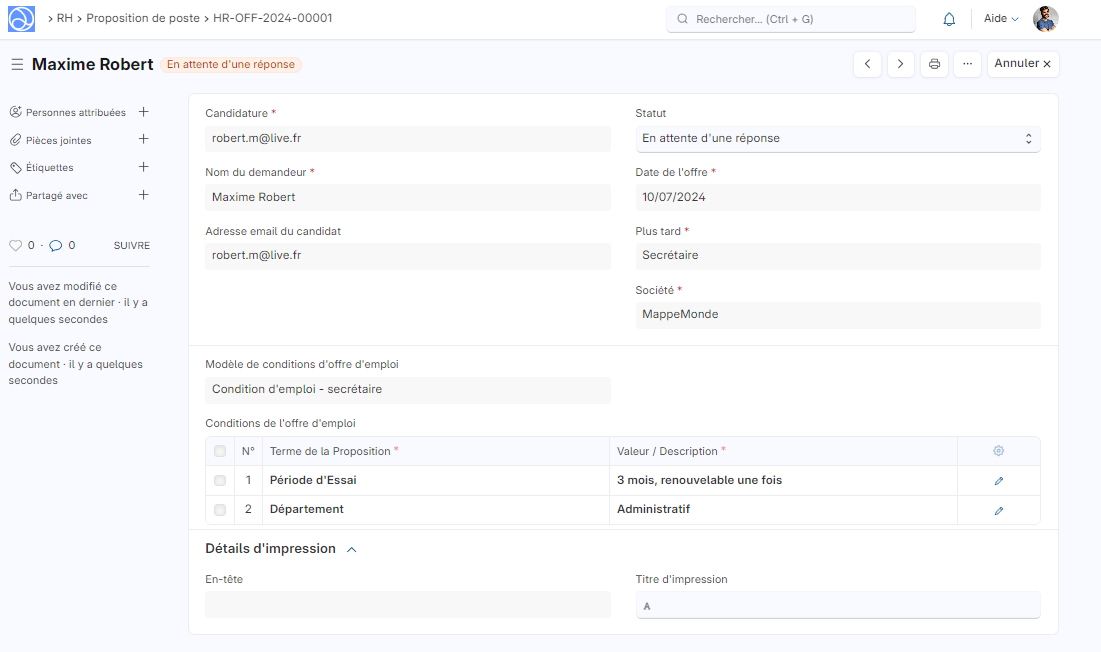 RH > Proposition de poste > HR-OFF-2024-00001
Rechercher... (Ctrl + G)
Aide
Maxime Robert
En attente d'une réponse
Annuler
Personnes attribuées
Pièces jointes
Étiquettes
Partagé avec
0 · 0
SUIVRE
Vous avez modifié ce
document en dernier · il y a
quelques secondes
Vous avez créé ce
document · il y a quelques
secondes
Candidature *
robert.m@live.fr
Statut
En attente d'une réponse
Nom du demandeur *
Maxime Robert
Date de l'offre *
10/07/2024
Adresse email du candidat
robert.m@live.fr
Plus tard *
Secrétaire
Société *
MappeMonde
Modèle de conditions d'offre d'emploi
Condition d'emploi - secrétaire
Conditions de l'offre d'emploi
N° Terme de la Proposition * Valeur / Description *
1 Période d'Essai 3 mois, renouvelable une fois
2 Département Administratif
Détails d'impression
En-tête
Titre d'impression
A